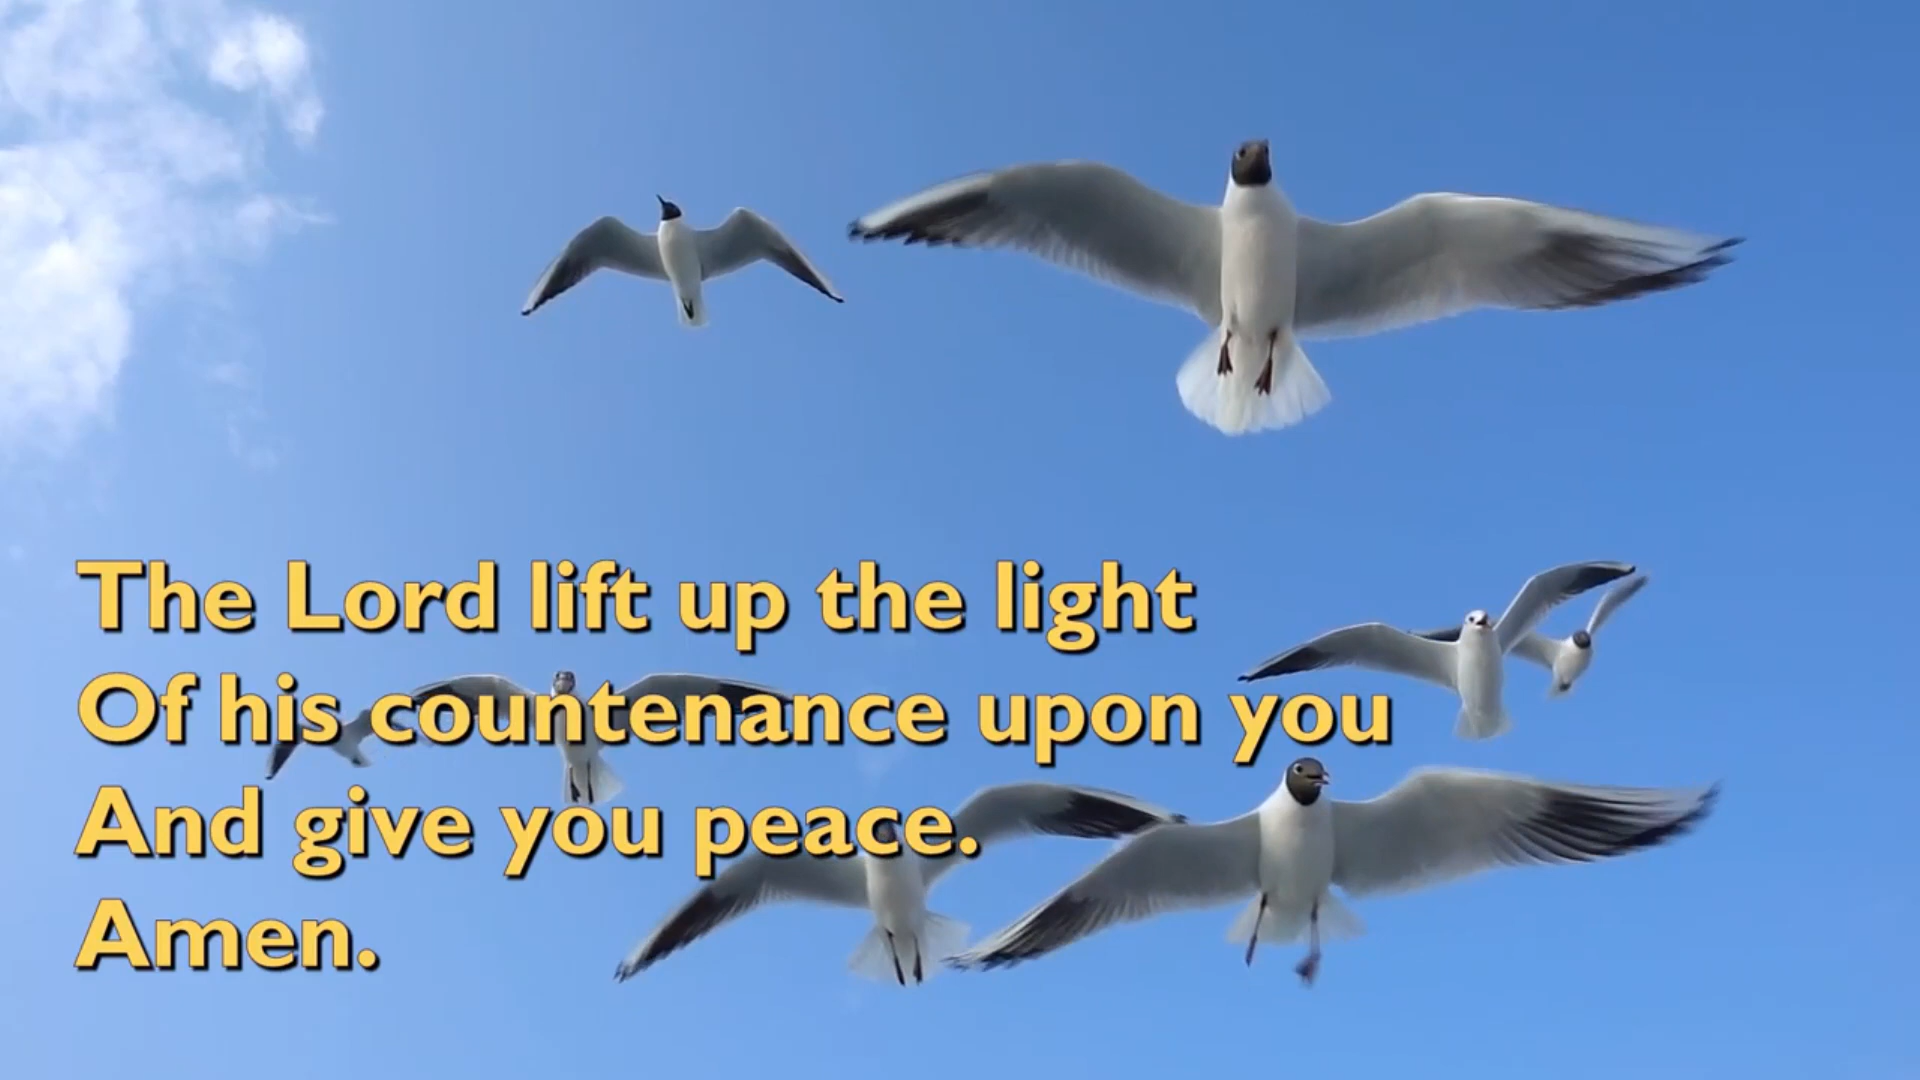 The Lord lift up the light
Of his countenance upon you
And give you peace.
Amen.